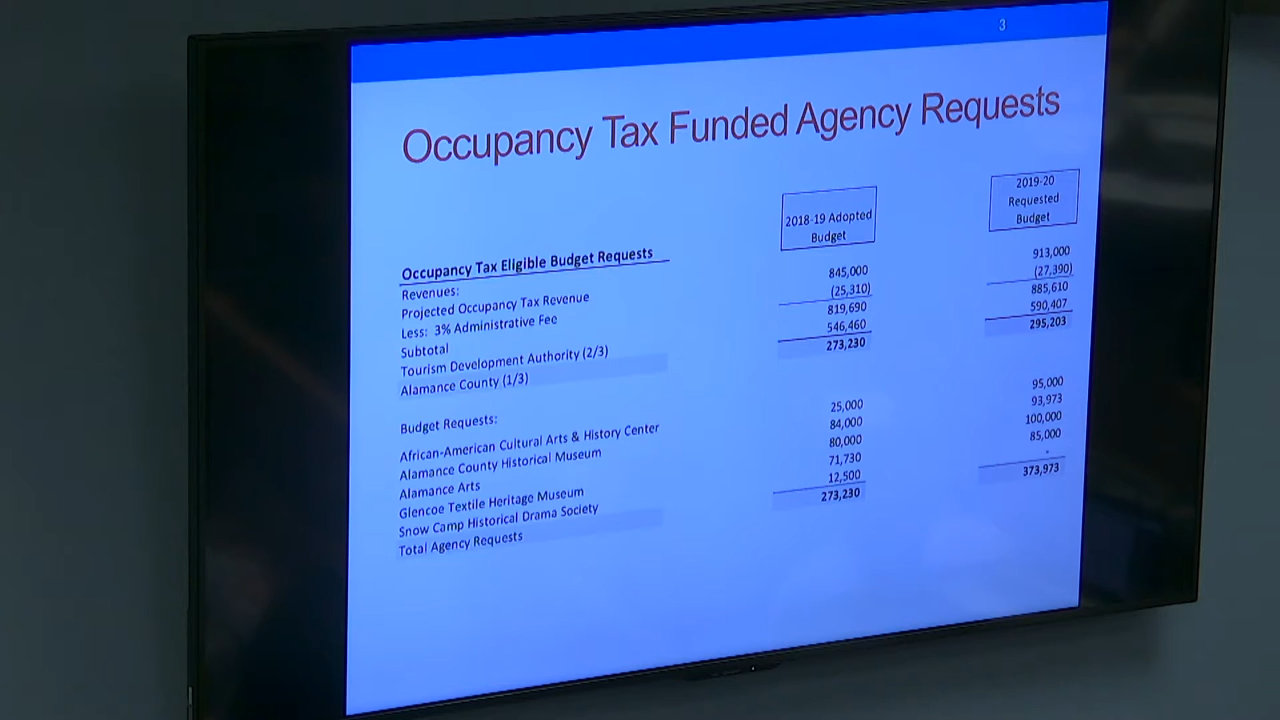 3
Occupancy Tax Funded Agency Requests
2018-19 Adopted
Budget
2019-20
Requested
Budget
Occupancy Tax Eligible Budget Requests
Revenues:
Projected Occupancy Tax Revenue 845,000 913,000
Less: 3% Administrative Fee (25,310) (27,390)
Subtotal 819,690 885,610
Tourism Development Authority (2/3) 546,460 590,407
Alamance County (1/3) 273,230 295,203
Budget Requests:
African-American Cultural Arts & History Center 25,000 95,000
Alamance County Historical Museum 84,000 93,973
Alamance Arts 80,000 100,000
Glencoe Textile Heritage Museum 71,730 85,000
Snow Camp Historical Drama Society 12,500 -
Total Agency Requests 273,230 373,973